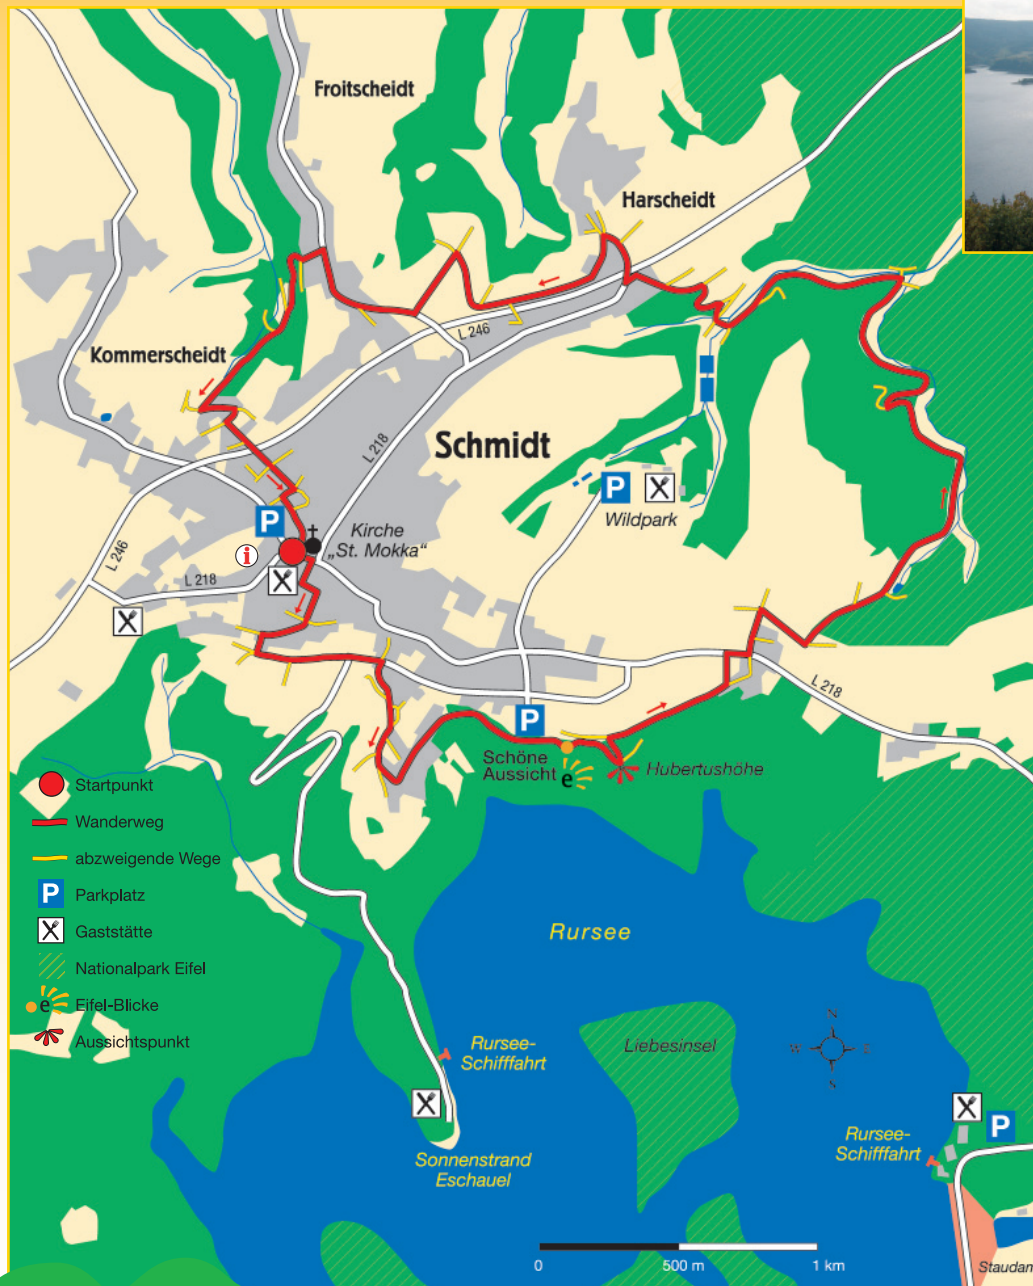 Froitscheidt
Harscheidt
L 246
Kommerscheidt
L 218
Schmidt
P
Wildpark
P
Kirche
„St. Mokka“
i
L 246
L 218
L 218
P
Schöne
Aussicht
e
Hubertushöhe
Startpunkt
Wanderweg
abzweigende Wege
P
Parkplatz
Gaststätte
Nationalpark Eifel
e
Eifel-Blicke
Aussichtspunkt
Rursee
Rursee-
Schifffahrt
Liebesinsel
N
W
E
N
Sonnenstrand
Eschauel
P
Rursee-
Schifffahrt
0
500 m
1 km